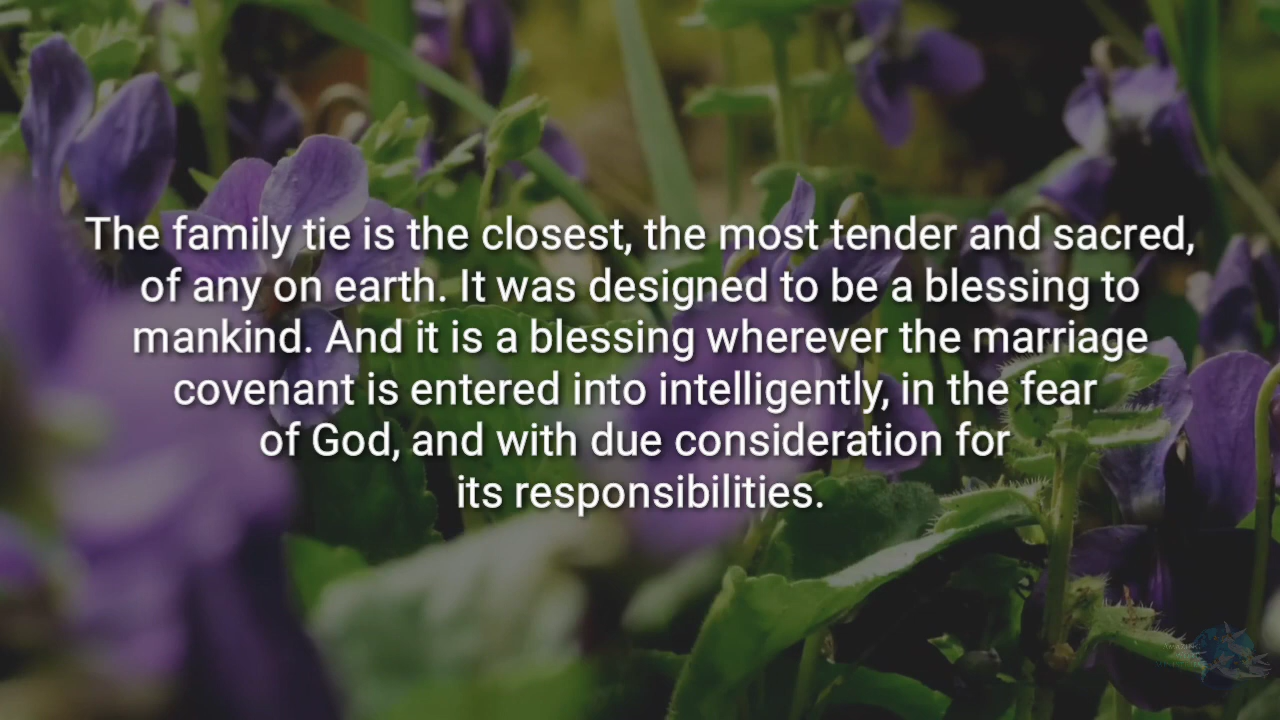 The family tie is the closest, the most tender and sacred,
of any on earth. It was designed to be a blessing to
mankind. And it is a blessing wherever the marriage
covenant is entered into intelligently, in the fear
of God, and with due consideration for
its responsibilities.